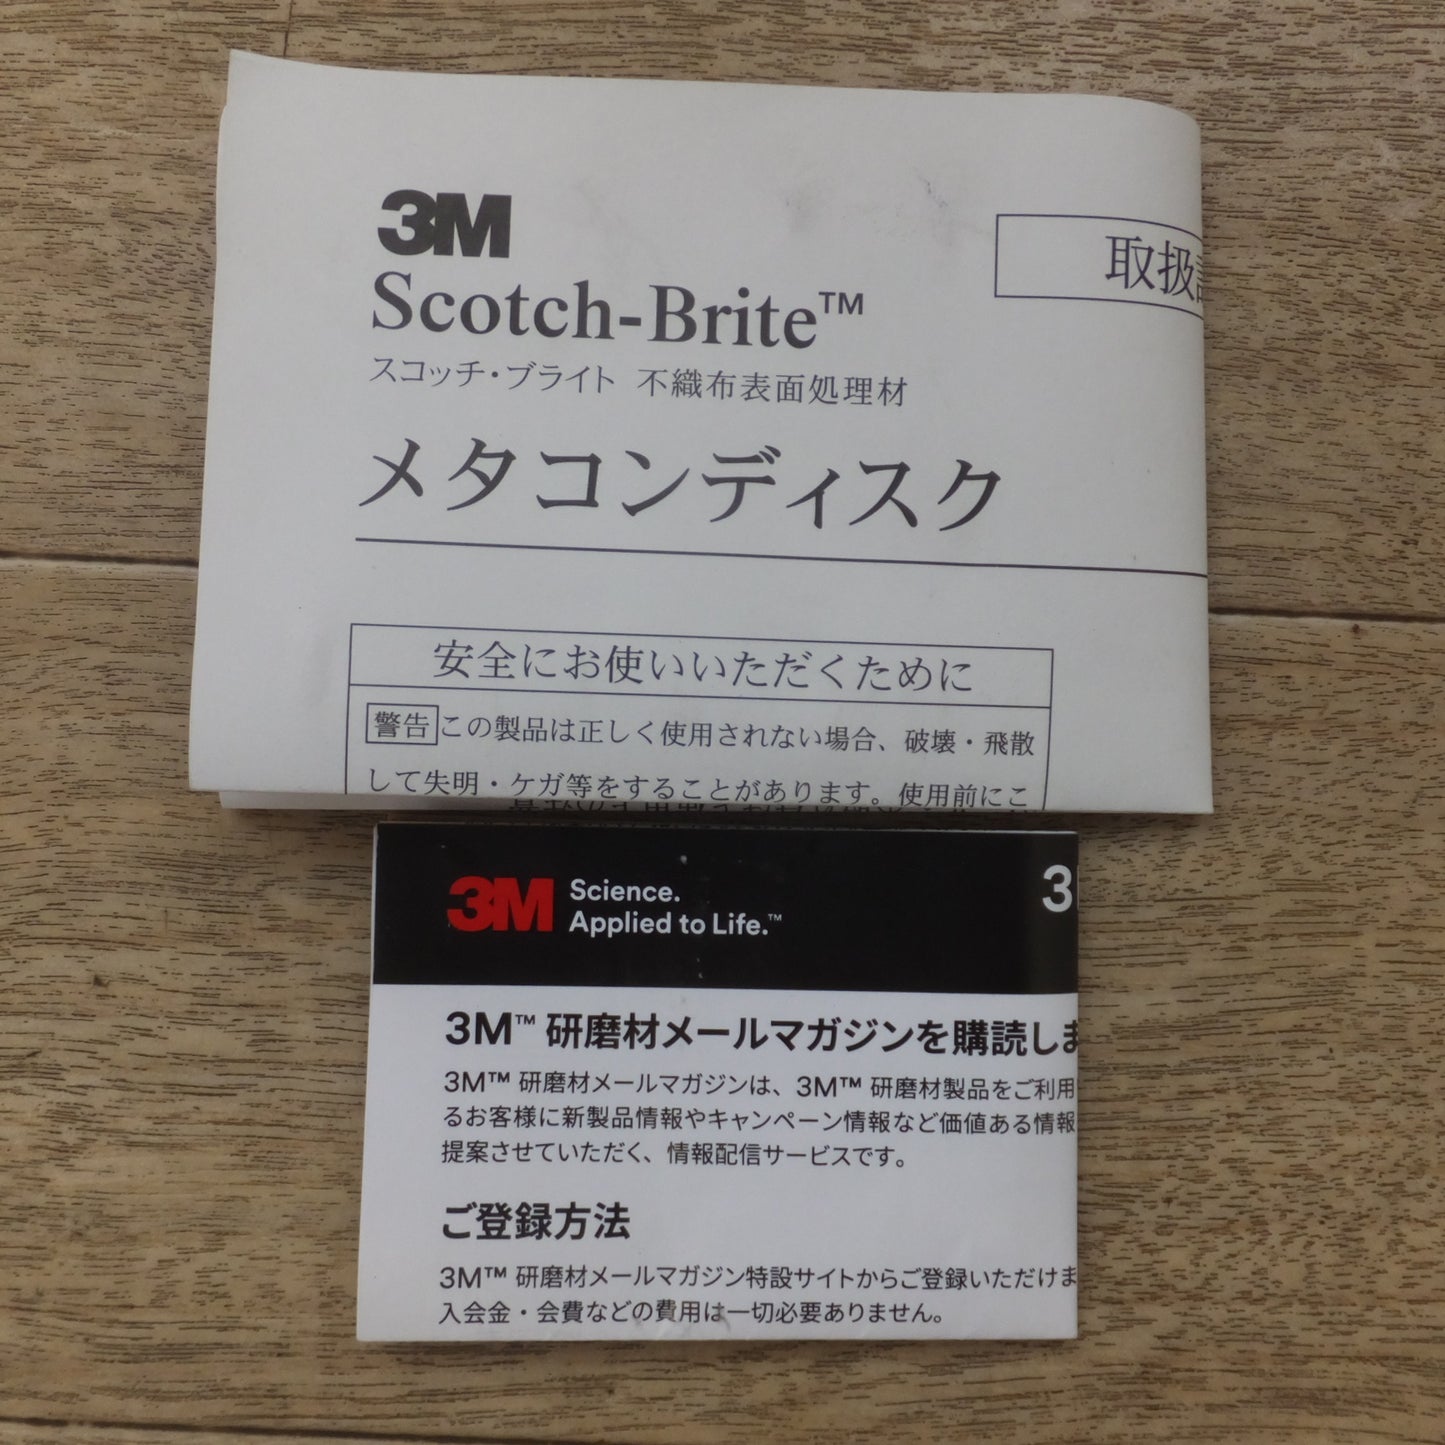 3M
Scotch-Brite™
取扱
スコッチ・ブライト 不織布表面処理材
メタコンディスク
安全にお使いいただくために
警告 この製品は正しく使用されない場合、破壊・飛散
して失明・ケガ等をすることがあります。使用前にこ
3M Science.
Applied to Life.™
3
3M™ 研磨材メールマガジンを購読しま
3M™ 研磨材メールマガジンは、3M™ 研磨材製品をご利用
るお客様に新製品情報やキャンペーン情報など価値ある情報
提案させていただく、情報配信サービスです。
ご登録方法
3M™ 研磨材メールマガジン特設サイトからご登録いただけま
入会金・会費などの費用は一切必要ありません。